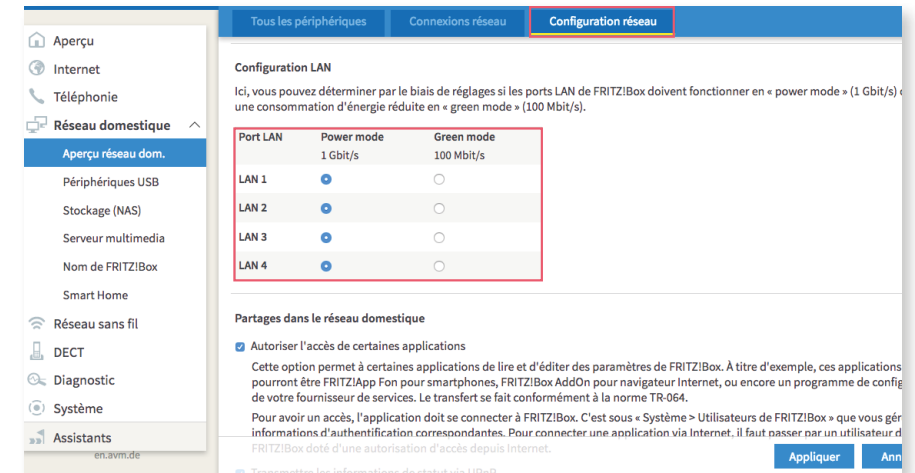 Tous les périphériques
Connexions réseau
Configuration réseau
Aperçu
Internet
Téléphonie
Réseau domestique
Aperçu réseau dom.
Périphériques USB
Stockage (NAS)
Serveur multimedia
Nom de FRITZ!Box
Smart Home
Réseau sans fil
DECT
Diagnostic
Système
Assistants
en.avm.de
Configuration LAN
Ici, vous pouvez déterminer par le biais de réglages si les ports LAN de FRITZ!Box doivent fonctionner en « power mode » (1 Gbit/s)
une consommation d'énergie réduite en « green mode » (100 Mbit/s).
Port LAN Power mode Green mode
1 Gbit/s 100 Mbit/s
LAN 1
LAN 2
LAN 3
LAN 4
Partages dans le réseau domestique
Autoriser l'accès de certaines applications
Cette option permet à certaines applications de lire et d'éditer des paramètres de FRITZ!Box. À titre d'exemple, ces applications
pourront être FRITZ!App Fon pour smartphones, FRITZ!Box AddOn pour navigateur Internet, ou encore un programme de config
de votre fournisseur de services. Le transfert se fait conformément à la norme TR-064.
Pour avoir un accès, l'application doit se connecter à FRITZ!Box. C'est sous « Système > Utilisateurs de FRITZ!Box » que vous gér
informations d'authentification correspondantes. Pour connecter une application via Internet, il faut passer par un utilisateur d
FRITZ!Box doté d'une autorisation d'accès depuis Internet.
Transmettre les informations de statut via UPnP
Appliquer
Ann